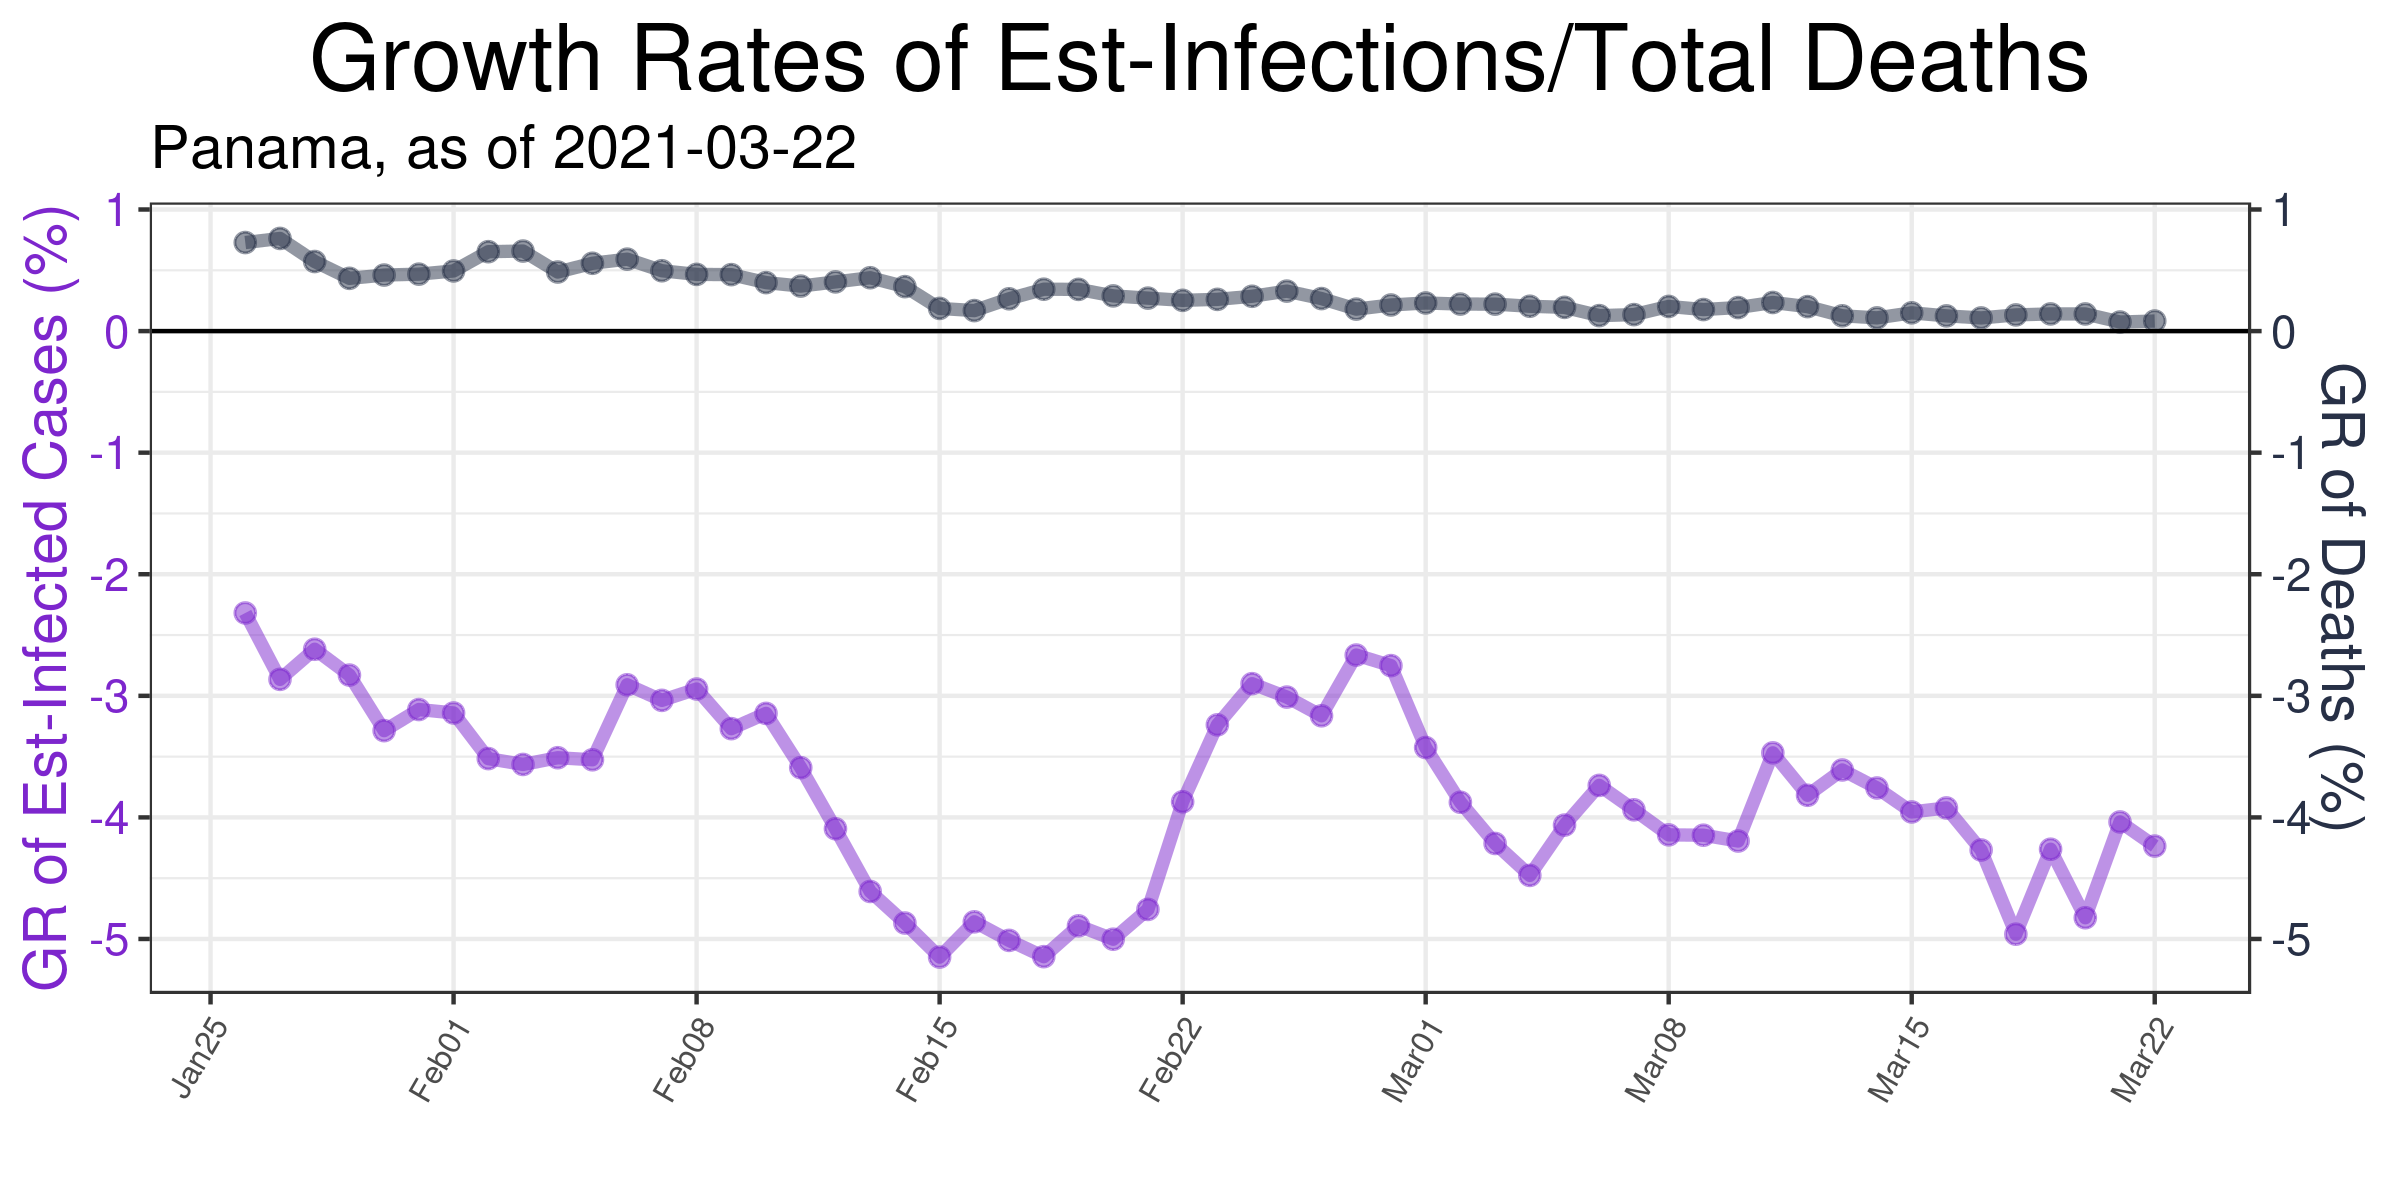 Growth Rates of Est-Infections/Total Deaths
Panama, as of 2021-03-22
GR of Est-Infected Cases (%)
1
0
-1
-2
-3
-4
-5
1
0
-1
-2
-3
-4
-5
GR of Deaths (%)
Jan25
Feb01
Feb08
Feb15
Feb22
Mar01
Mar08
Mar15
Mar22